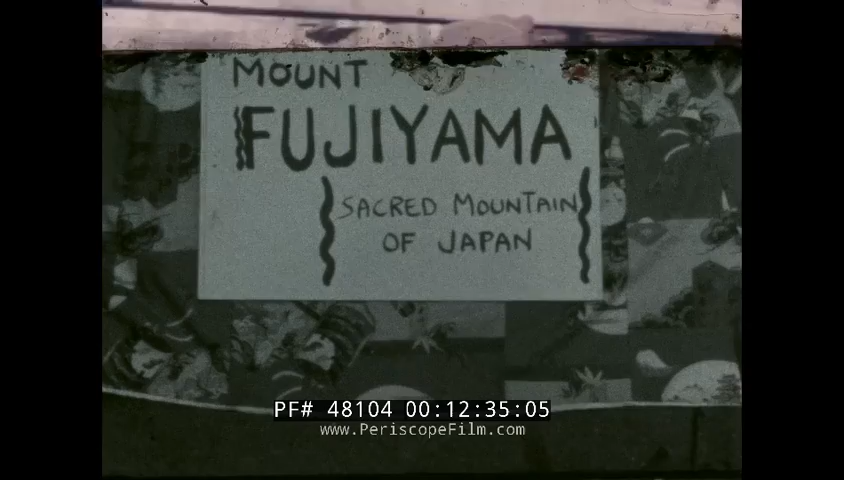 MOUNT
FUJIYAMA
SACRED MOUNTAIN
OF JAPAN
PF# 48104 00:12:35:05
www.PeriscopeFilm.com